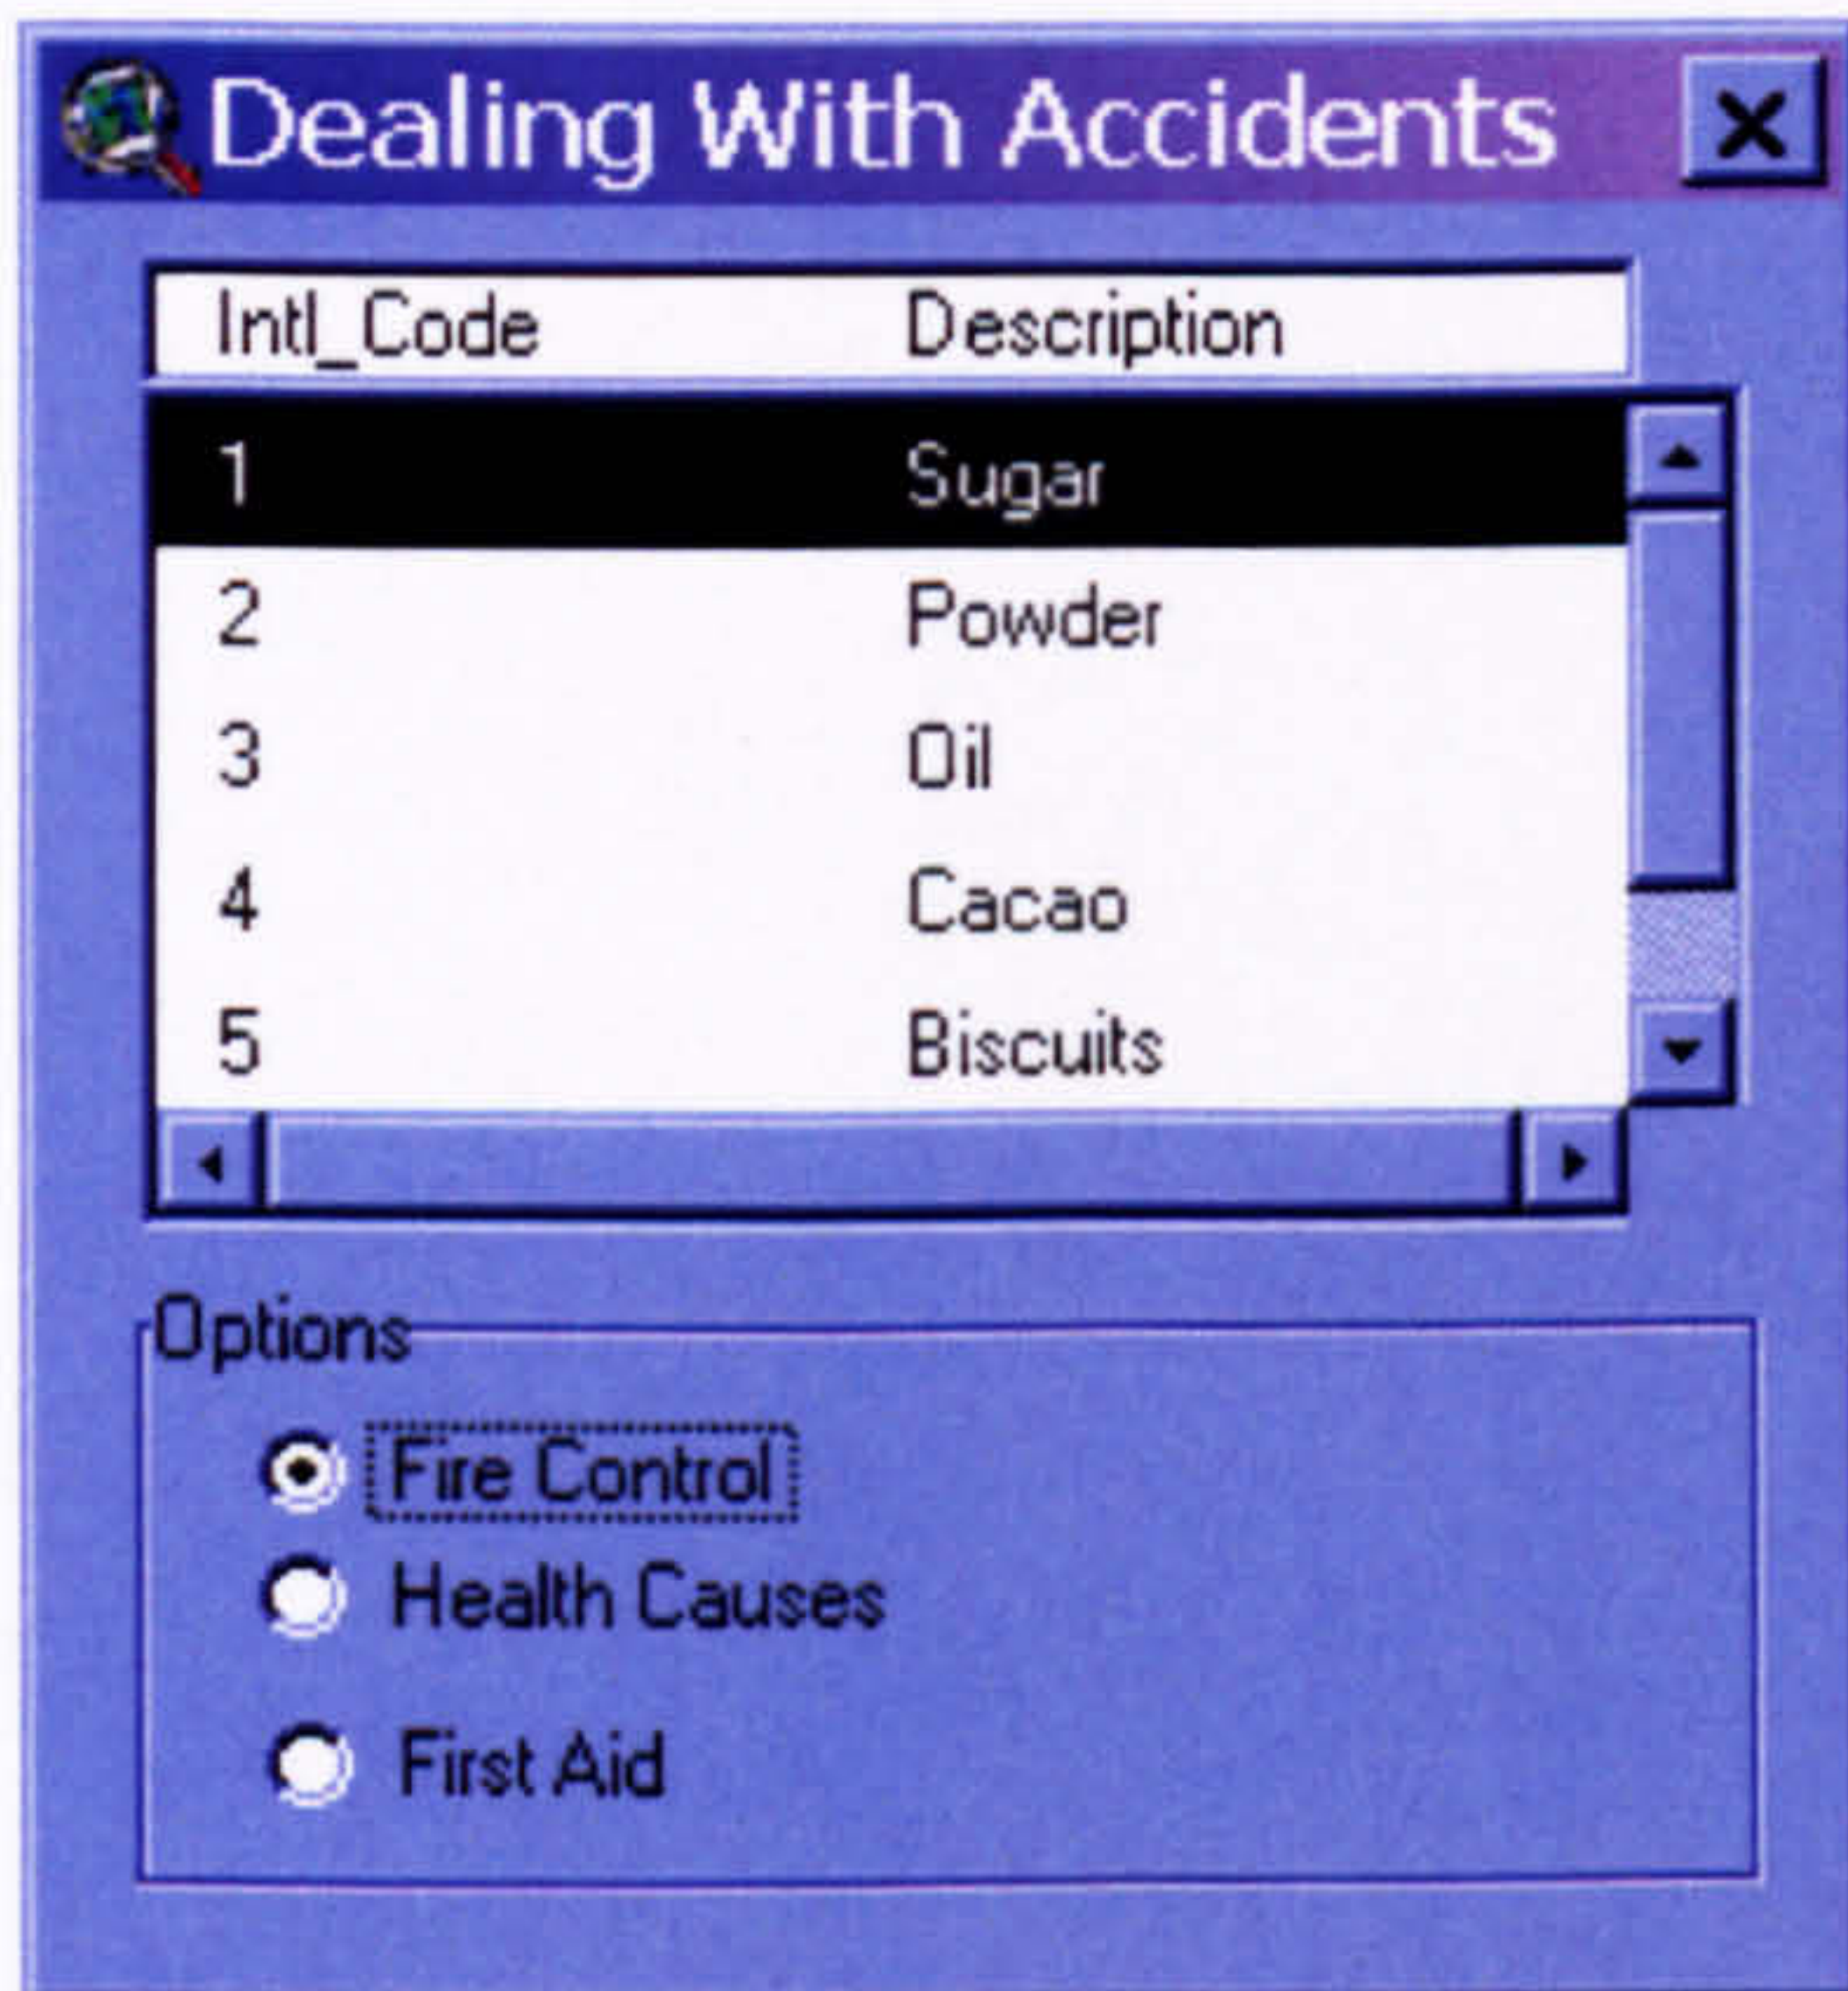 Dealing With Accidents
Intl_Code Description
1 Sugar
2 Powder
3 Oil
4 Cacao
5 Biscuits
Options
Fire Control
Health Causes
First Aid